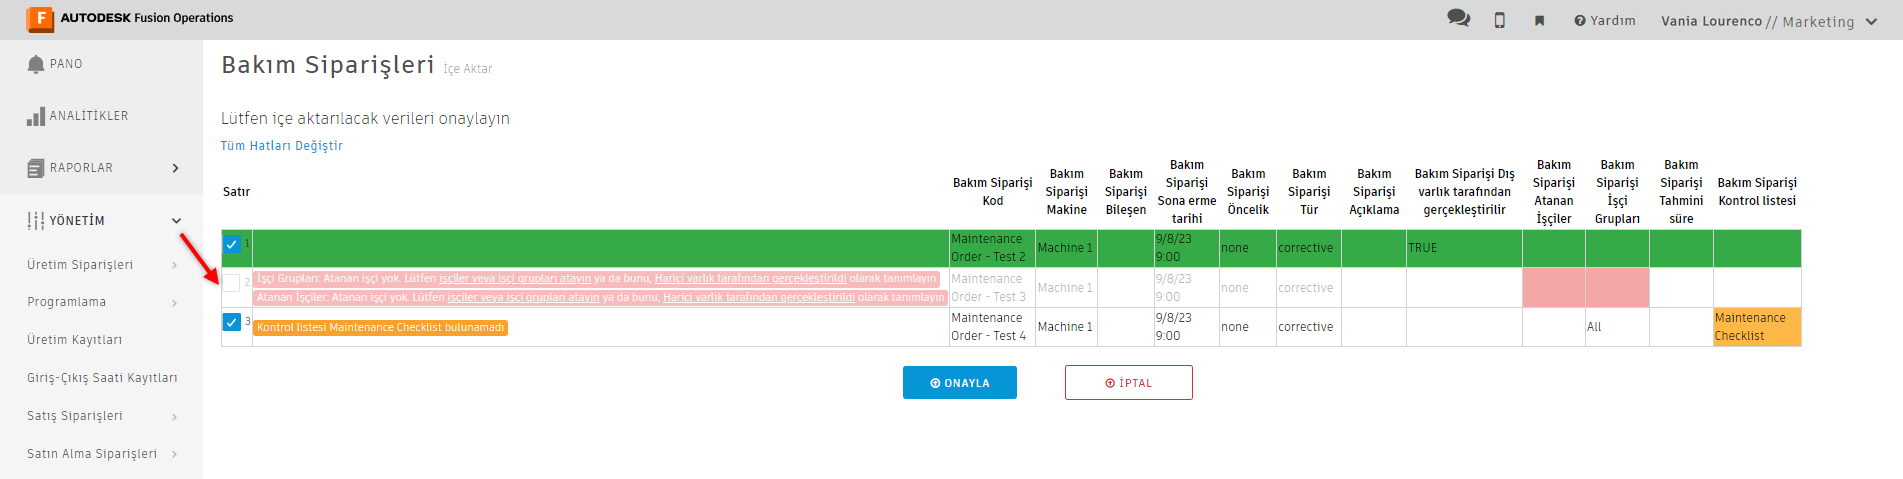 F AUTODESK Fusion Operations
Yardım
Vania Lourenco // Marketing
PANO
ANALİTİKLER
RAPORLAR
YÖNETİM
Üretim Siparişleri
Programlama
Üretim Kayıtları
Giriş-Çıkış Saati Kayıtları
Satış Siparişleri
Satın Alma Siparişleri
Bakım Siparişleri İçe Aktar
Lütfen içe aktarılacak verileri onaylayın
Tüm Hatları Değiştir
Satır
Bakım Siparişi
Kod
Bakım
Siparişi
Makine
Bakım
Siparişi
Bileşen
Bakım
Siparişi
Sona erme
tarihi
Bakım
Siparişi
Öncelik
Bakım
Siparişi
Tür
Bakım
Siparişi
Açıklama
Bakım Siparişi Dış
varlık tarafından
gerçekleştirilir
Bakım
Siparişi
Atanan
İşçiler
Bakım
Siparişi
İşçi
Grupları
Bakım
Siparişi
Tahmini
süre
Bakım Siparişi
Kontrol listesi
1
Maintenance
Order - Test 2
Machine 1
9/8/23
9:00
none
corrective
TRUE
2
İşçi Grupları: Atanan işçi yok. Lütfen işçiler veya işçi grupları atayın ya da bunu, Harici varlık tarafından gerçekleştirildi olarak tanımlayın
Atanan İşçiler: Atanan işçi yok. Lütfen işçiler veya işçi grupları atayın ya da bunu, Harici varlık tarafından gerçekleştirildi olarak tanımlayın
Maintenance
Order - Test 3
Machine 1
9/8/23
9:00
none
corrective
3
Kontrol listesi Maintenance Checklist bulunamadı
Maintenance
Order - Test 4
Machine 1
9/8/23
9:00
none
corrective
All
Maintenance
Checklist
ONAYLA
İPTAL